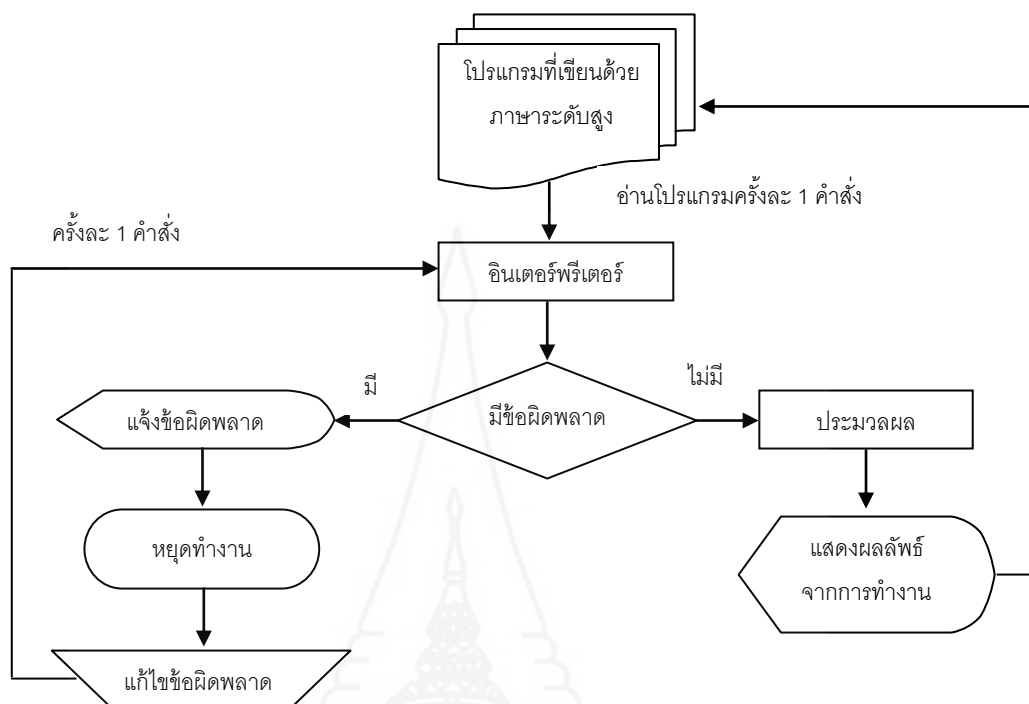 โปรแกรมที่เขียนด้วย
ภาษาระดับสูง
อ่านโปรแกรมครั้งละ 1 คำสั่ง
ครั้งละ 1 คำสั่ง
อินเตอร์พรีเตอร์
มี
ไม่มี
แจ้งข้อผิดพลาด
มีข้อผิดพลาด
ประมวลผล
หยุดทำงาน
แสดงผลลัพธ์
จากการทำงาน
แก้ไขข้อผิดพลาด